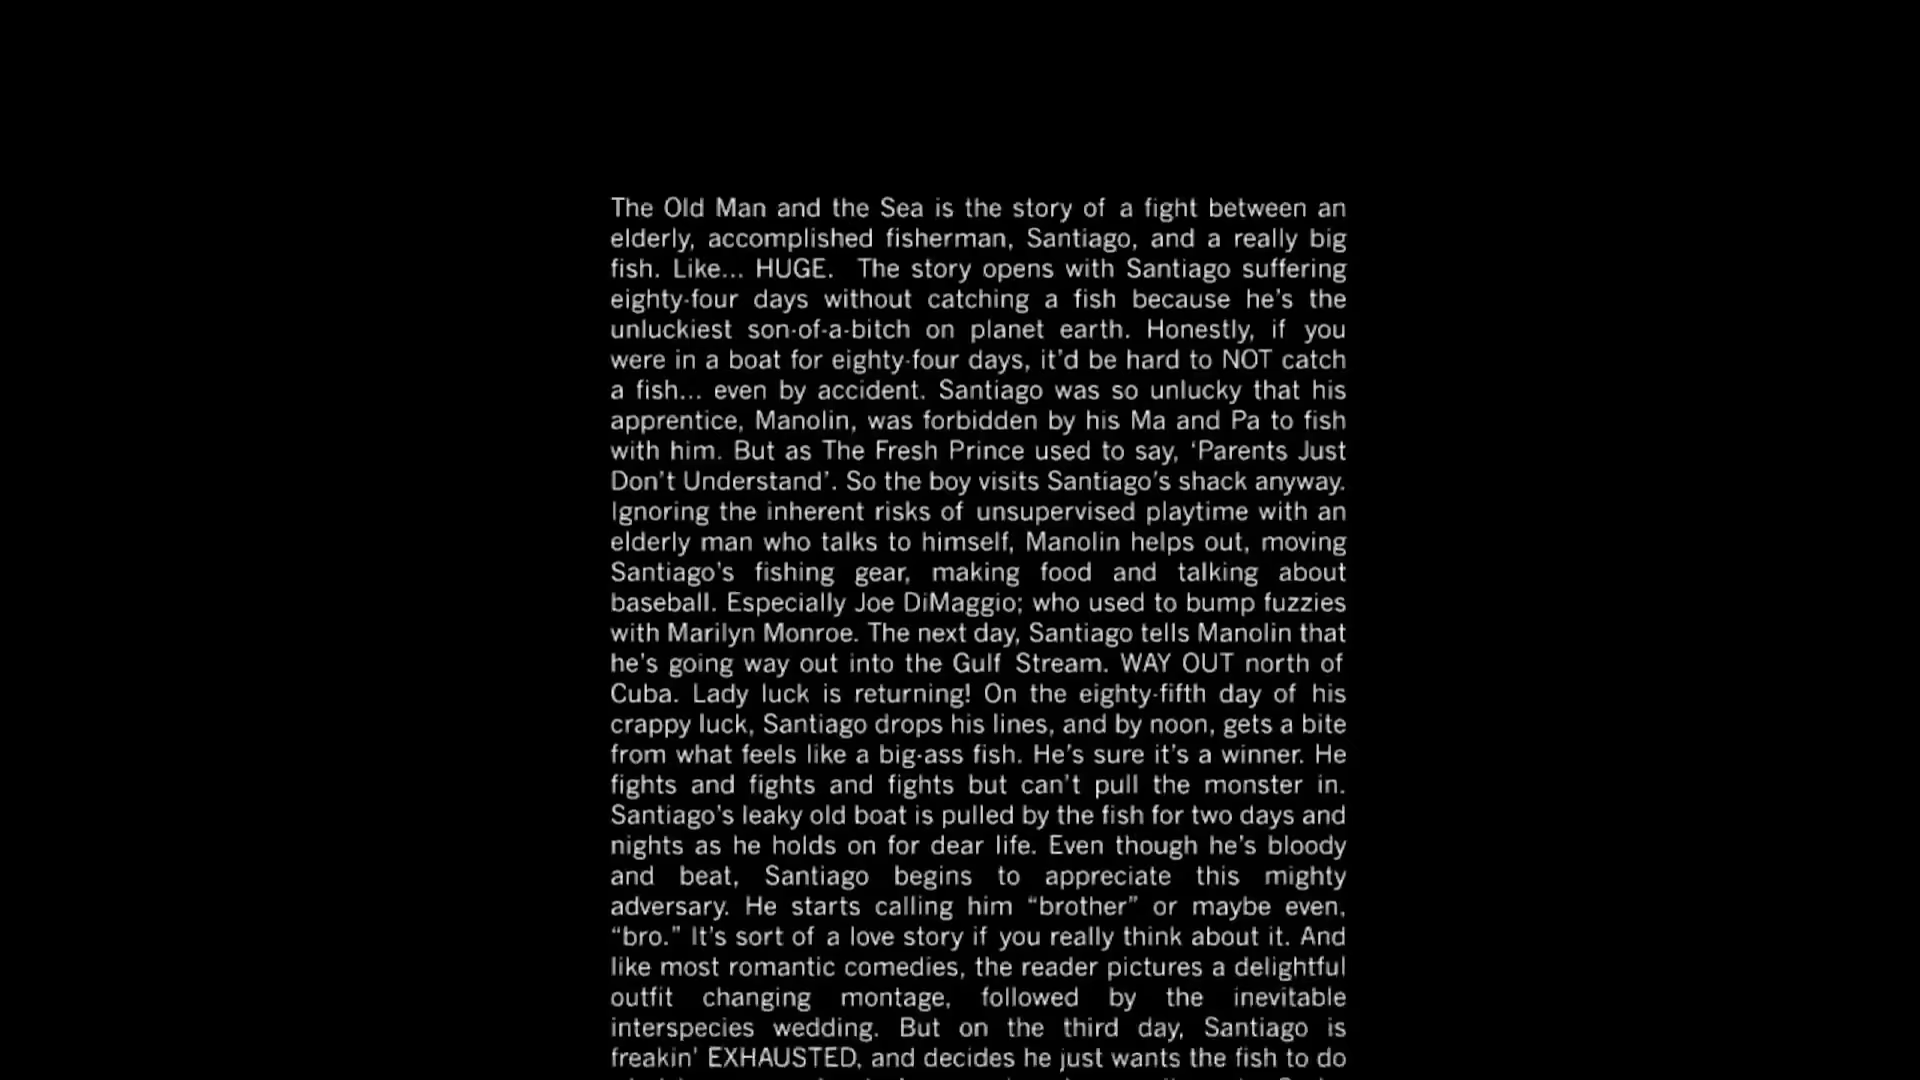 The Old Man and the Sea is the story of a fight between an
elderly, accomplished fisherman, Santiago, and a really big
fish. Like... HUGE.  The story opens with Santiago suffering
eighty-four days without catching a fish because he's the
unluckiest son-of-a-bitch on planet earth. Honestly, if you
were in a boat for eighty-four days, it'd be hard to NOT catch
a fish... even by accident. Santiago was so unlucky that his
apprentice, Manolin, was forbidden by his Ma and Pa to fish
with him. But as The Fresh Prince used to say, ‘Parents Just
Don't Understand’. So the boy visits Santiago's shack anyway.
Ignoring the inherent risks of unsupervised playtime with an
elderly man who talks to himself, Manolin helps out, moving
Santiago's fishing gear, making food and talking about
baseball. Especially Joe DiMaggio; who used to bump fuzzies
with Marilyn Monroe. The next day, Santiago tells Manolin that
he's going way out into the Gulf Stream. WAY OUT north of
Cuba. Lady luck is returning! On the eighty-fifth day of his
crappy luck, Santiago drops his lines, and by noon, gets a bite
from what feels like a big-ass fish. He's sure it's a winner. He
fights and fights and fights but can't pull the monster in.
Santiago's leaky old boat is pulled by the fish for two days and
nights as he holds on for dear life. Even though he's bloody
and beat, Santiago begins to appreciate this mighty
adversary. He starts calling him “brother” or maybe even,
“bro.” It's sort of a love story if you really think about it. And
like most romantic comedies, the reader pictures a delightful
outfit changing montage, followed by the inevitable
interspecies wedding. But on the third day, Santiago is
freakin' EXHAUSTED, and decides he just wants the fish to do